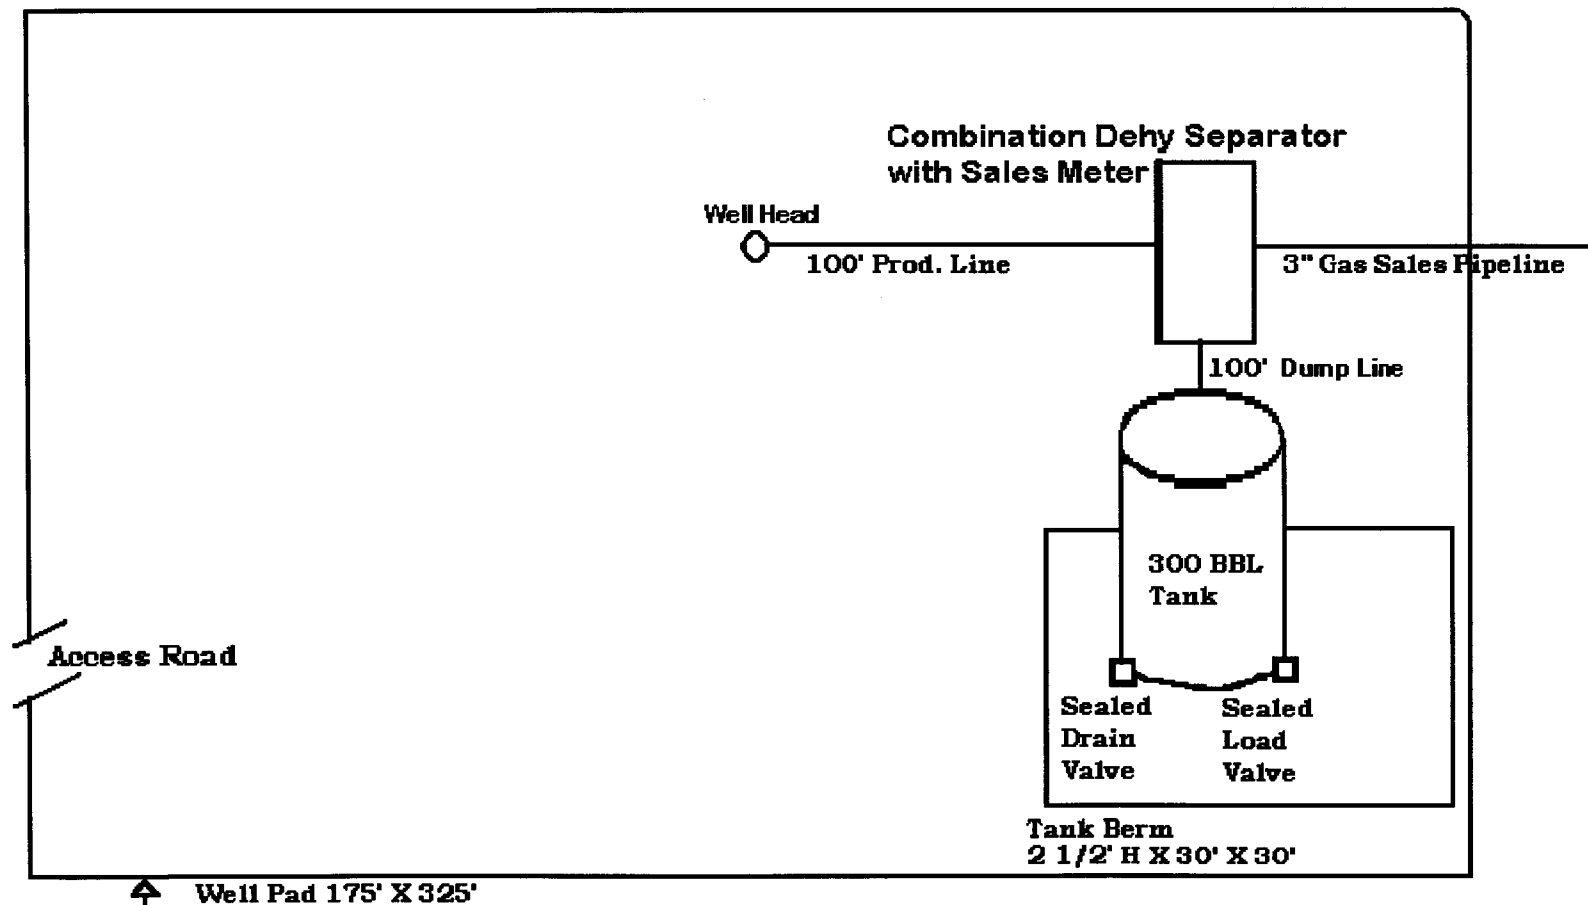 Combination Dehy Separator
with Sales Meter
Well Head
100' Prod. Line
3" Gas Sales Pipeline
100' Dump Line
300 BBL
Tank
Access Road
Sealed
Drain
Valve
Sealed
Load
Valve
Tank Berm
2 1/2' H X 30' X 30'
Well Pad 175' X 325'